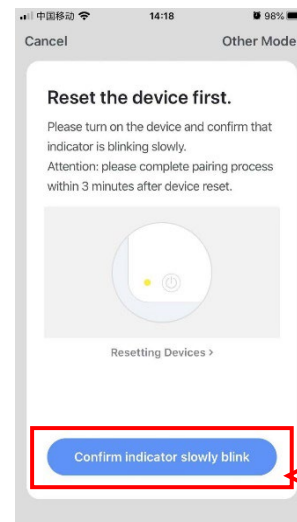 中国移动 14:18 98%
Cancel Other Mode
Reset the device first.
Please turn on the device and confirm that
indicator is blinking slowly.
Attention: please complete pairing process
within 3 minutes after device reset.
Resetting Devices >
Confirm indicator slowly blink